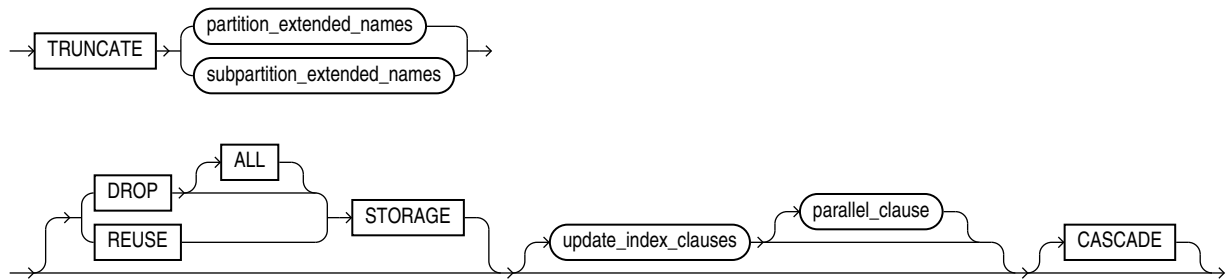 partition_extended_names
TRUNCATE
subpartition_extended_names
ALL
DROP
STORAGE
REUSE
parallel_clause
update_index_clauses
CASCADE